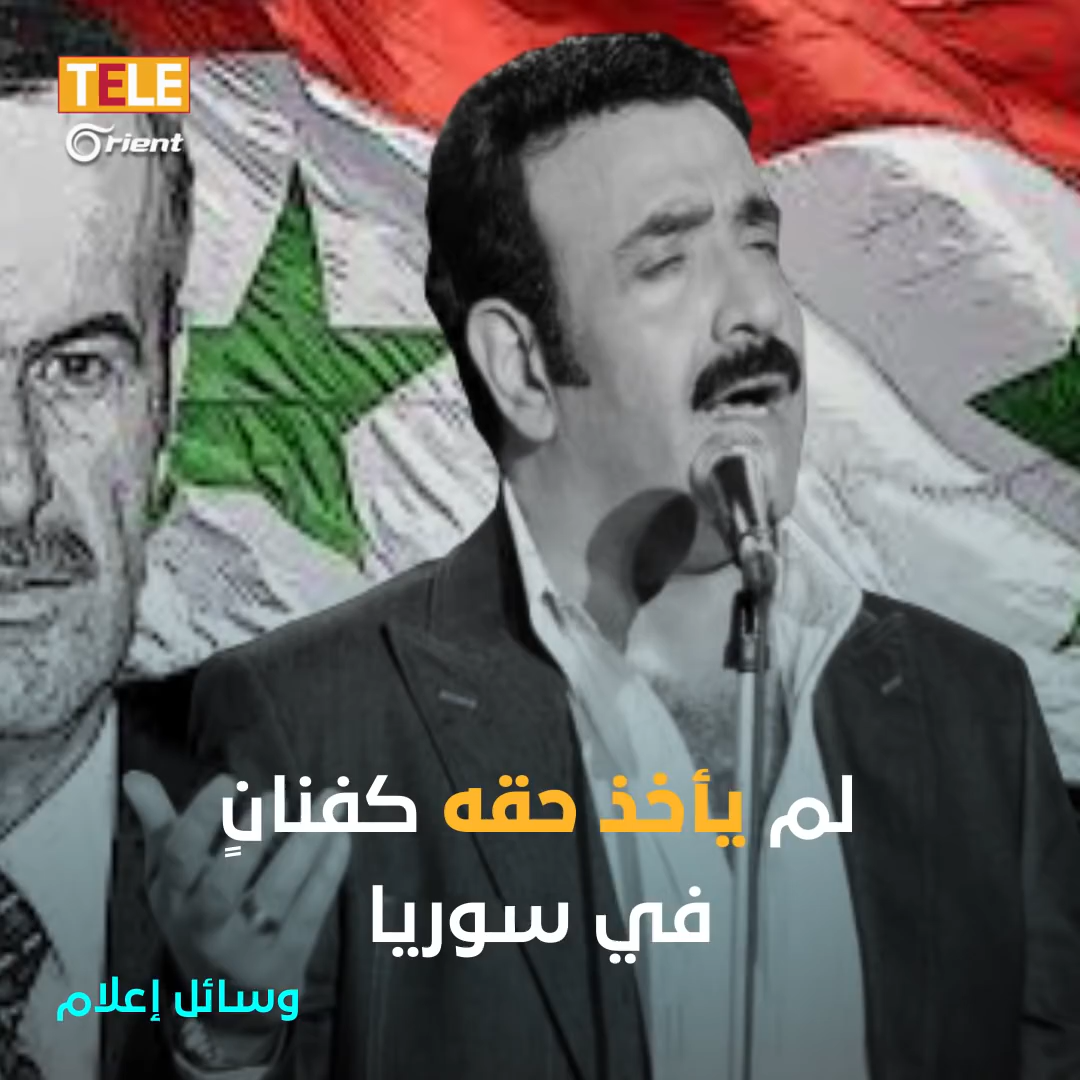 TELE
Orient
لم يأخذ حقه كفنانٍ
في سوريا
وسائل إعلام